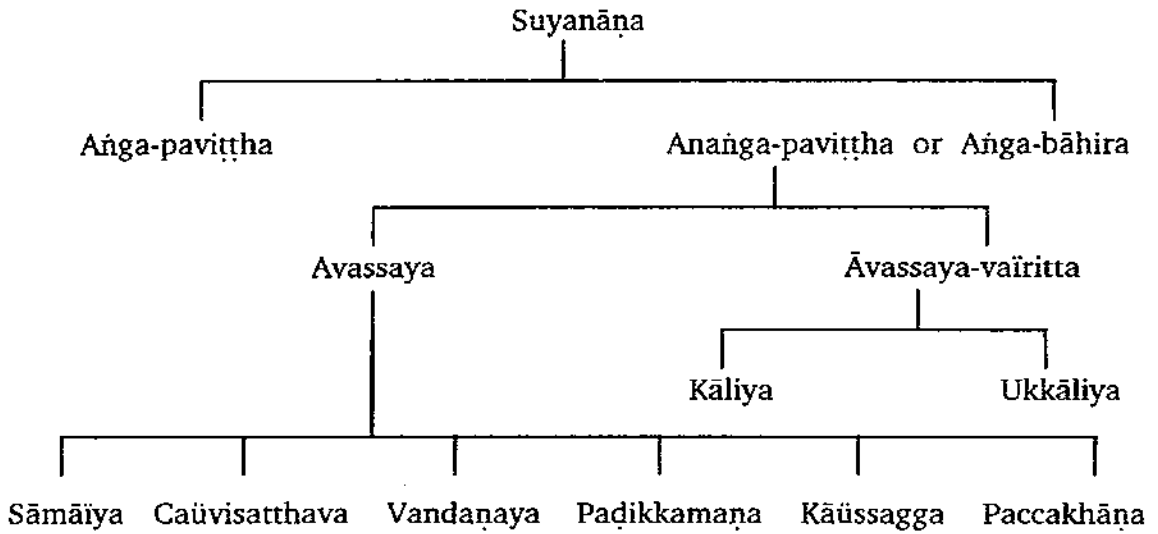 Suyanāṇa
Aṅga-paviṭṭha Anaṅga-paviṭṭha or Aṅga-bāhira
Avassaya Āvassaya-vaïritta
Kāliya Ukkāliya
Sāmāïya Caüvisatthava Vandaṇaya Paḍikkamaṇa Kāüssagga Paccakhāṇa